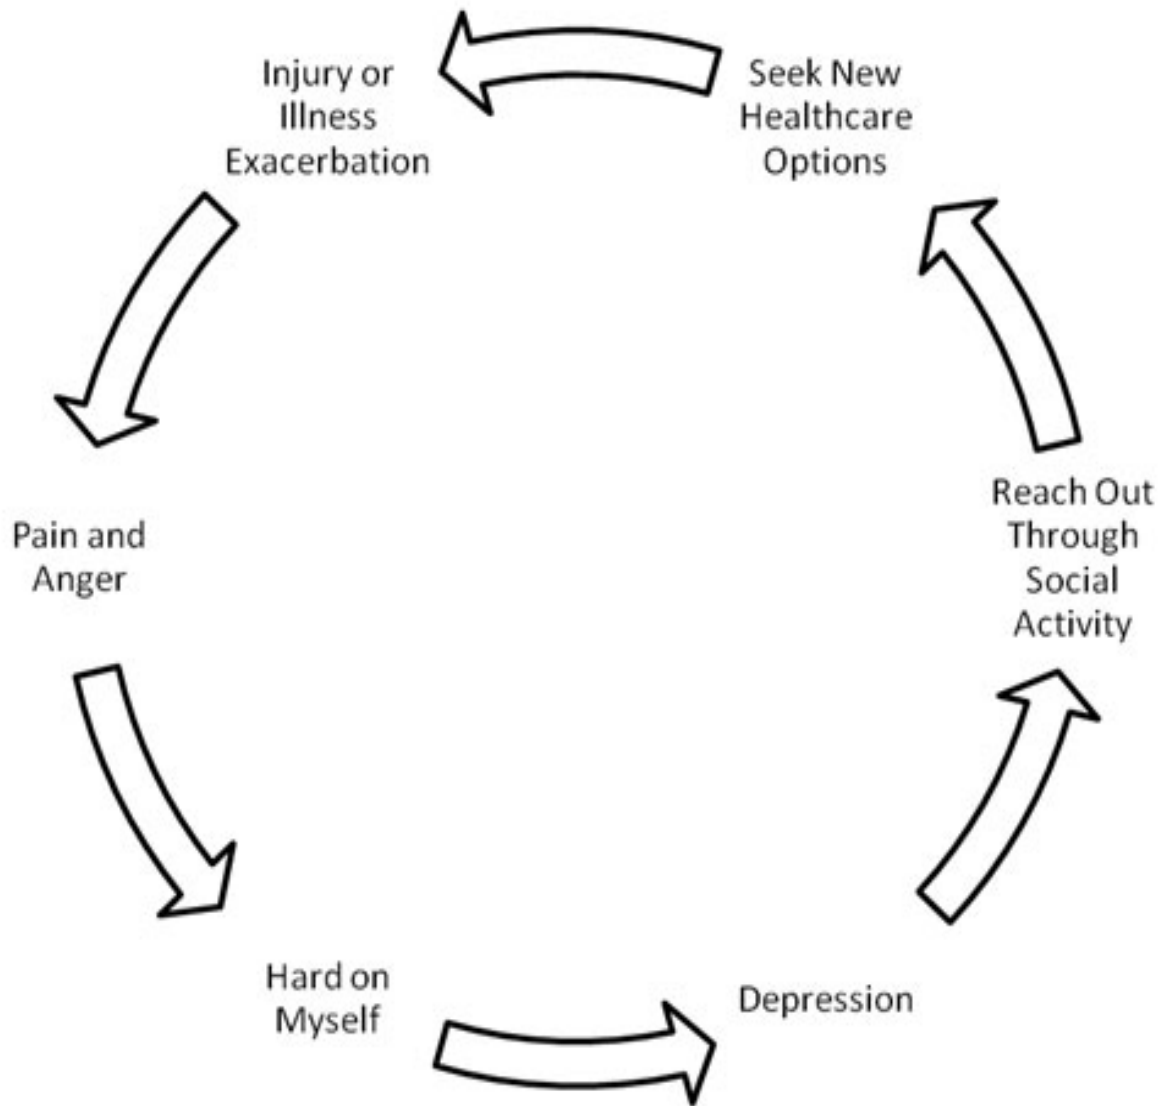 Injury or
Illness
Exacerbation
Seek New
Healthcare
Options
Pain and
Anger
Reach Out
Through
Social
Activity
Hard on
Myself
Depression